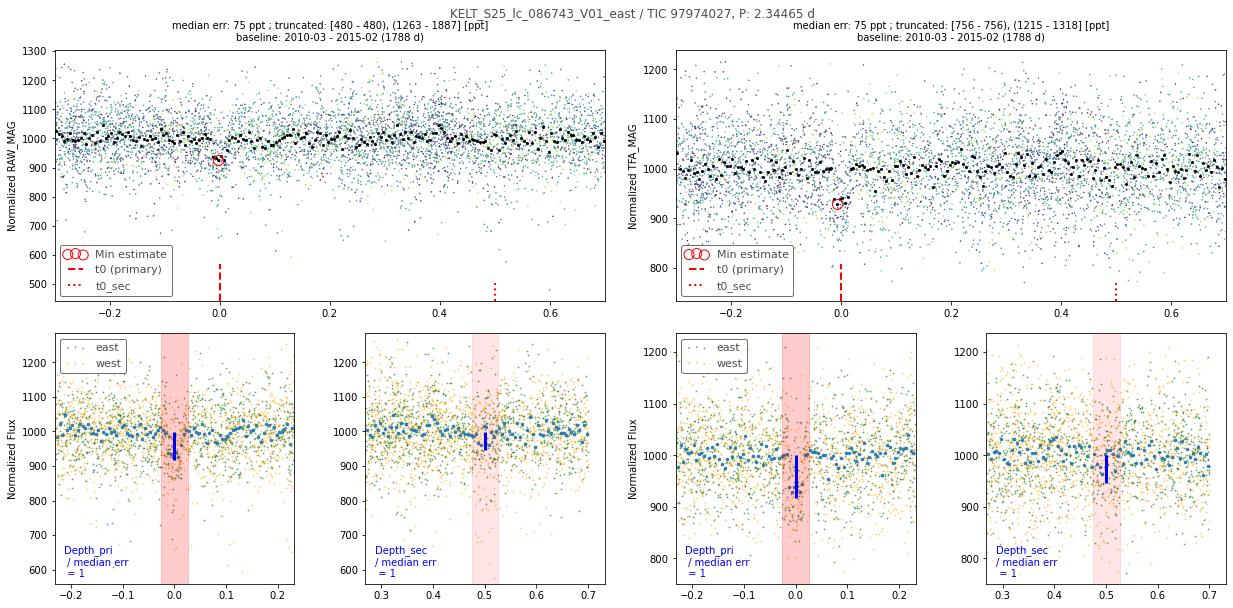 KELT_S25_lc_086743_V01_east / TIC 97974027, P: 2.34465 d
median err: 75 ppt ; truncated: [480 - 480), (1263 - 1887] [ppt]
baseline: 2010-03 - 2015-02 (1788 d)
Normalized RAW_MAG
1300
1200
1100
1000
900
800
700
600
500
Min estimate
t0 (primary)
t0_sec
−0.2
0.0
0.2
0.4
0.6
median err: 75 ppt ; truncated: [756 - 756), (1215 - 1318] [ppt]
baseline: 2010-03 - 2015-02 (1788 d)
Normalized TFA_MAG
1200
1100
1000
900
800
Min estimate
t0 (primary)
t0_sec
−0.2
0.0
0.2
0.4
0.6
Normalized Flux
1200
1100
1000
900
800
700
600
east
west
Depth_pri
/ median err
= 1
−0.2
−0.1
0.0
0.1
0.2
1200
1100
1000
900
800
700
600
Depth_sec
/ median err
= 1
0.3
0.4
0.5
0.6
0.7
Normalized Flux
1200
1100
1000
900
800
east
west
Depth_pri
/ median err
= 1
−0.2
−0.1
0.0
0.1
0.2
1200
1100
1000
900
800
Depth_sec
/ median err
= 1
0.3
0.4
0.5
0.6
0.7